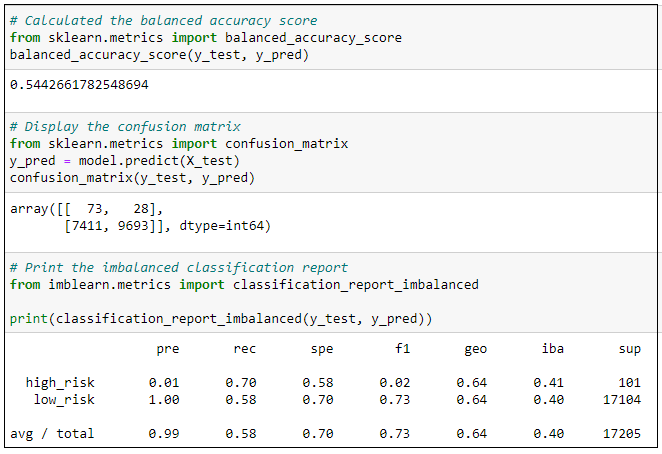 # Calculated the balanced accuracy score
from sklearn.metrics import balanced_accuracy_score
balanced_accuracy_score(y_test, y_pred)
0.5442661782548694
# Display the confusion matrix
from sklearn.metrics import confusion_matrix
y_pred = model.predict(X_test)
confusion_matrix(y_test, y_pred)
array([[  73,   28],
       [7411, 9693]], dtype=int64)
# Print the imbalanced classification report
from imblearn.metrics import classification_report_imbalanced
print(classification_report_imbalanced(y_test, y_pred))
                   pre       rec       spe        f1       geo       iba       sup
  high_risk       0.01      0.70      0.58      0.02      0.64      0.41       101
   low_risk       1.00      0.58      0.70      0.73      0.64      0.40     17104
avg / total       0.99      0.58      0.70      0.73      0.64      0.40     17205